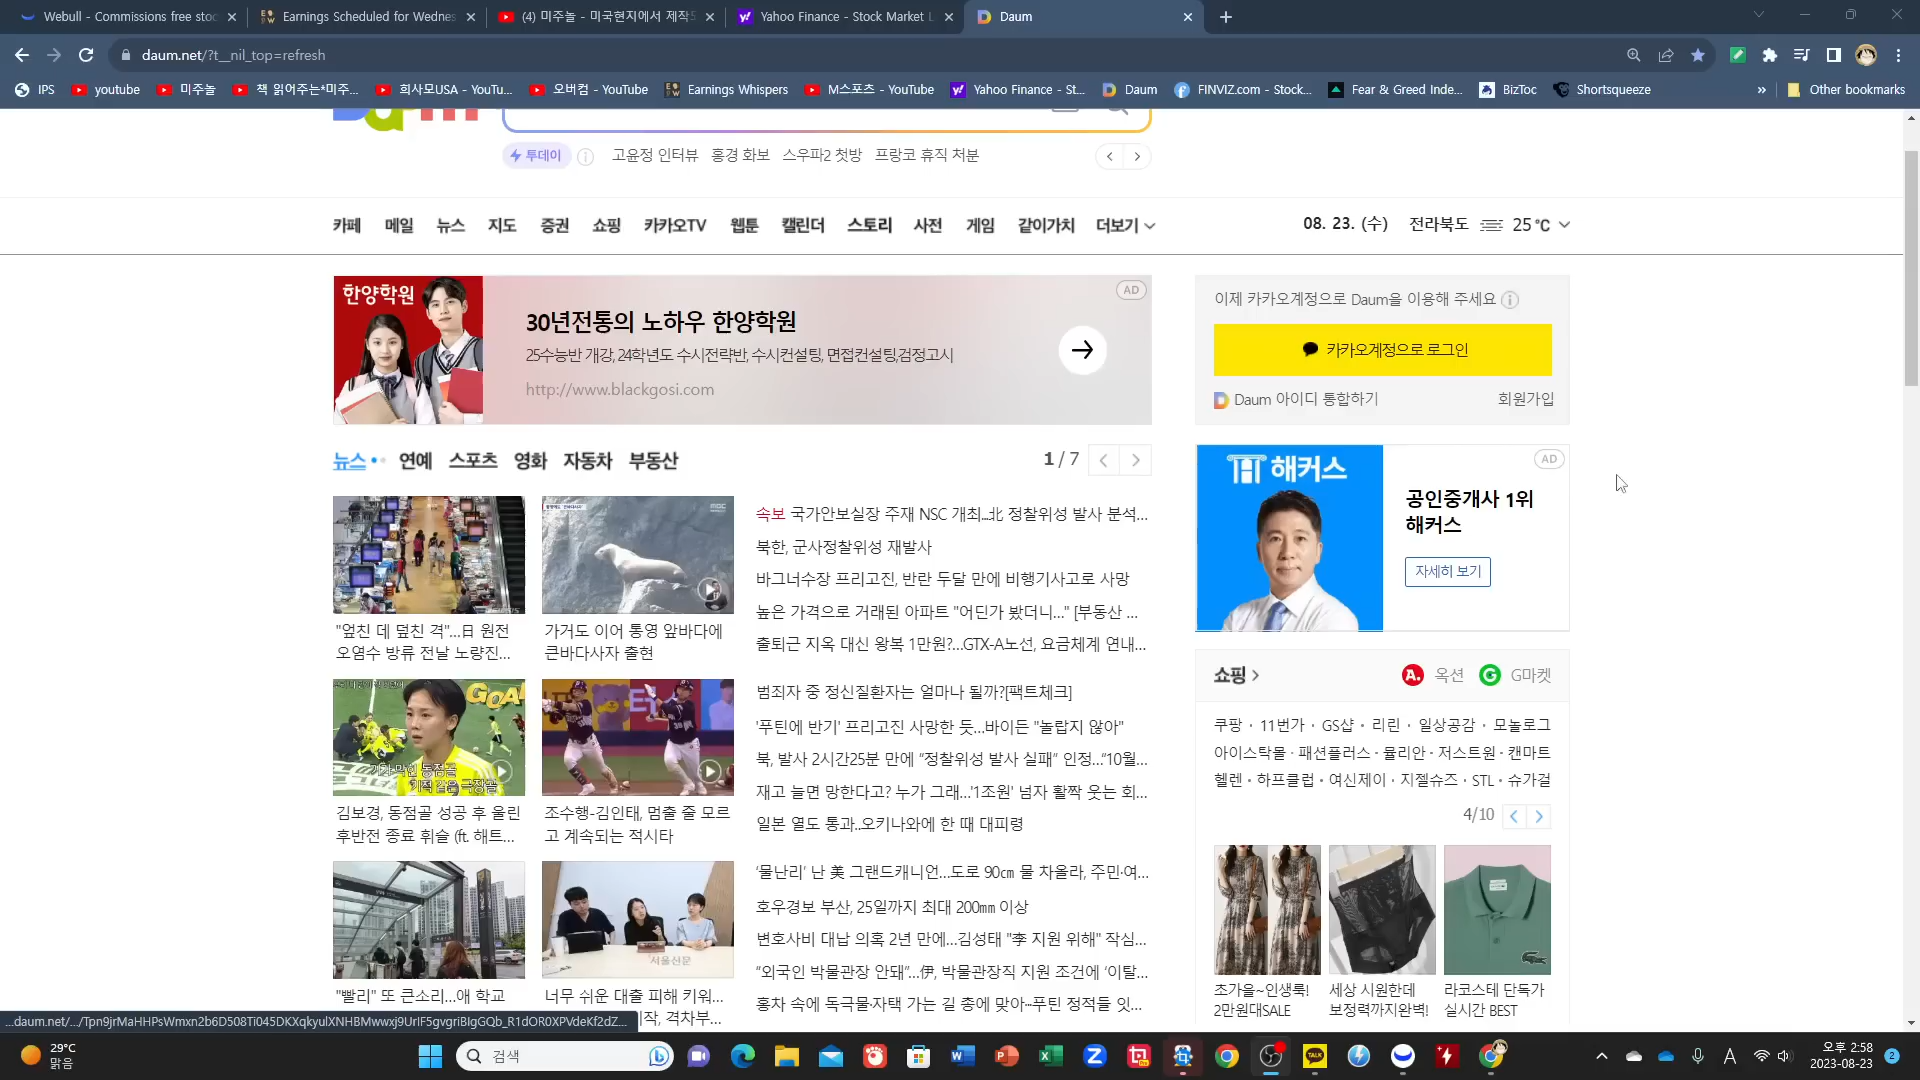 Webull - Commissions free stoc
Earnings Scheduled for Wednes
(4) 미주놀 - 미국현지에서 제작
Yahoo Finance - Stock Market L
Daum
daum.net/?t__nil_top=refresh
IPS
youtube
미주놀
책 읽어주는*미주...
희사모USA - YouTu...
오버컴 - YouTube
Earnings Whispers
M스포츠 - YouTube
Yahoo Finance - St...
Daum
FINVIZ.com - Stock...
Fear & Greed Inde...
BizToc
Shortsqueeze
Other bookmarks
투데이
고윤정 인터뷰 홍경 화보 스우파2 첫방 프랑코 휴직 처분
카페 메일 뉴스 지도 증권 쇼핑 카카오TV 웹툰 캘린더 스토리 사전 게임 같이가치 더보기
08. 23. (수) 전라북도 25℃
한양학원
30년전통의 노하우 한양학원
25수능반 개강, 24학년도 수시전략반, 수시컨설팅, 면접컨설팅,검정고시
http://www.blackgosi.com
AD
이제 카카오계정으로 Daum을 이용해 주세요
카카오계정으로 로그인
Daum 아이디 통합하기
회원가입
뉴스 연예 스포츠 영화 자동차 부동산
1 / 7
"엎친 데 덮친 격"...日 원전
오염수 방류 전날 노량진...
MBC
가거도 이어 통영 앞바다에
큰바다사자 출현
속보 국가안보실장 주재 NSC 개최...北 정찰위성 발사 분석...
북한, 군사정찰위성 재발사
바그너수장 프리고진, 반란 두달 만에 비행기사고로 사망
높은 가격으로 거래된 아파트 "어딘가 봤더니..." [부동산 ...
출퇴근 지옥 대신 왕복 1만원?...GTX-A노선, 요금체계 연내...
GOAL
기가 막힌 동점골
기적 같은 극장골
김보경, 동점골 성공 후 울린
후반전 종료 휘슬 (ft. 해트...
조수행-김인태, 멈출 줄 모르
고 계속되는 적시타
범죄자 중 정신질환자는 얼마나 될까?[팩트체크]
'푸틴에 반기' 프리고진 사망한 듯...바이든 "놀랍지 않아"
북, 발사 2시간25분 만에 “정찰위성 발사 실패” 인정...“10월...
재고 늘면 망한다고? 누가 그래...'1조원' 넘자 활짝 웃는 회...
일본 열도 통과..오키나와에 한 때 대피령
"빨리" 또 큰소리...애 학교
서울신문
너무 쉬운 대출 피해 키워...
'물난리' 난 美 그랜드캐니언...도로 90㎝ 물 차올라, 주민·여...
호우경보 부산, 25일까지 최대 200㎜ 이상
변호사비 대납 의혹 2년 만에...김성태 "李 지원 위해" 작심...
“외국인 박물관장 안돼”...伊, 박물관장직 지원 조건에 ‘이탈...
홍차 속에 독극물·자택 가는 길 총에 맞아…푸틴 정적들 잇...
해커스
AD
공인중개사 1위
해커스
자세히 보기
쇼핑
A. 옥션
G G마켓
쿠팡 · 11번가 · GS샵 · 리린 · 일상공감 · 모놀로그
아이스탁몰 · 패션플러스 · 뮬리안 · 저스트원 · 캔마트
헬렌 · 하프클럽 · 여신제이 · 지젤슈즈 · STL · 슈가걸
4/10
초가을~인생룩!
2만원대SALE
세상 시원한데
보정력까지완벽!
라코스테 단독가
실시간 BEST
29°C
맑음
검색
TALK
A
오후 2:58
2023-08-23
2